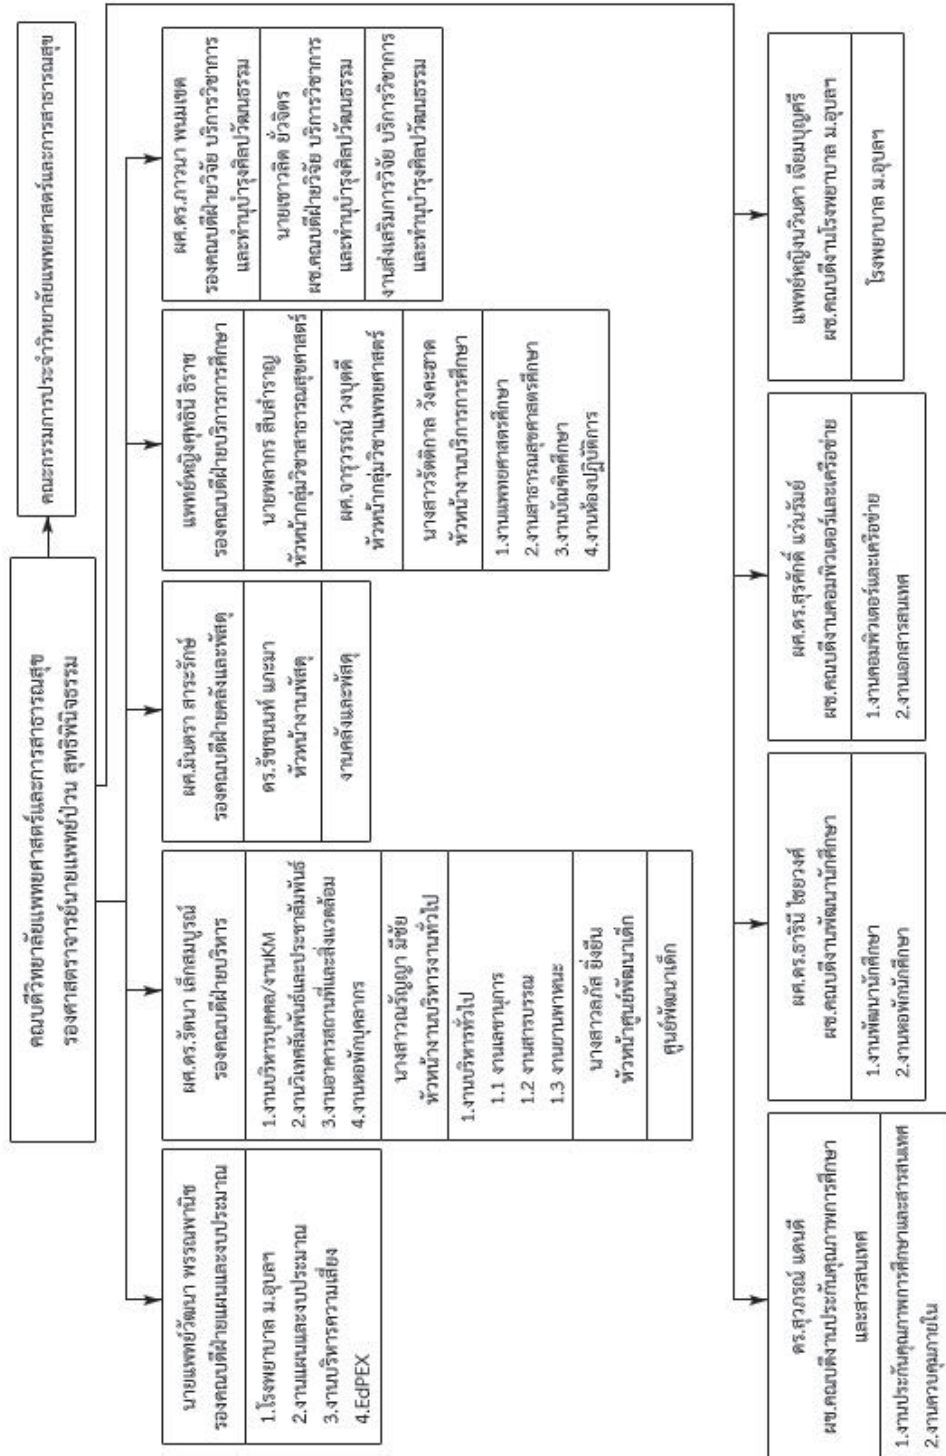 คณบดีวิทยาลัยแพทยศาสตร์และการสาธารณสุข
รองศาสตราจารย์นายแพทย์ป่วน สุทธิพินิจธรรม
คณะกรรมการประจำวิทยาลัยแพทยศาสตร์และการสาธารณสุข
นายแพทย์วัฒนา พรรณพานิช
รองคณบดีฝ่ายแผนและงบประมาณ
1.โรงพยาบาล ม.อุบลฯ
2.งานแผนและงบประมาณ
3.งานบริหารความเสี่ยง
4.EdPEX
ผศ.ดร.รัตนา เล็กสมบูรณ์
รองคณบดีฝ่ายบริหาร
1.งานบริหารบุคคล/งานKM
2.งานวิเทศสัมพันธ์และประชาสัมพันธ์
3.งานอาคารสถานที่และสิ่งแวดล้อม
4.งานหอพักบุคลากร
นางสาวณรัญญา มีชัย
หัวหน้างานบริหารงานทั่วไป
1.งานบริหารทั่วไป
1.1 งานเลขานุการ
1.2 งานสารบรรณ
1.3 งานยานพาหนะ
นางสาวลภัส ยิ่งยืน
หัวหน้าศูนย์พัฒนาเด็ก
ศูนย์พัฒนาเด็ก
ผศ.มินตรา สาระรักษ์
รองคณบดีฝ่ายคลังและพัสดุ
ดร.รัชชนนท์ แกะมา
หัวหน้างานพัสดุ
งานคลังและพัสดุ
แพทย์หญิงศุทธินี ธิราช
รองคณบดีฝ่ายบริการการศึกษา
นายพลากร สืบสำราญ
หัวหน้ากลุ่มวิชาสาธารณสุขศาสตร์
ผศ.จารุวรรณ์ วงบุตดี
หัวหน้ากลุ่มวิชาแพทยศาสตร์
นางสาวรัตติกาล วังคะฮาด
หัวหน้างานบริการการศึกษา
1.งานแพทยศาสตรศึกษา
2.งานสาธารณสุขศาสตรศึกษา
3.งานบัณฑิตศึกษา
4.งานห้องปฏิบัติการ
ผศ.ดร.ภาวนา พนมเขต
รองคณบดีฝ่ายวิจัย บริการวิชาการ
และทำนุบำรุงศิลปวัฒนธรรม
นายเชาวลิต ยั่วจิตร
ผช.คณบดีฝ่ายวิจัย บริการวิชาการ
และทำนุบำรุงศิลปวัฒนธรรม
งานส่งเสริมการวิจัย บริการวิชาการ
และทำนุบำรุงศิลปวัฒนธรรม
ดร.สุวภรณ์ แดนดี
ผช.คณบดีงานประกันคุณภาพการศึกษา
และสารสนเทศ
1.งานประกันคุณภาพการศึกษาและสารสนเทศ
2.งานควบคุมภายใน
ผศ.ดร.ธารินี ไชยวงศ์
ผช.คณบดีงานพัฒนานักศึกษา
1.งานพัฒนานักศึกษา
2.งานหอพักนักศึกษา
ผศ.ดร.สุรศักดิ์ แว่นรัมย์
ผช.คณบดีงานคอมพิวเตอร์และเครือข่าย
1.งานคอมพิวเตอร์และเครือข่าย
2.งานเอกสารสนเทศ
แพทย์หญิงนวินดา เจียมบุญศรี
ผช.คณบดีงานโรงพยาบาล ม.อุบลฯ
โรงพยาบาล ม.อุบลฯ